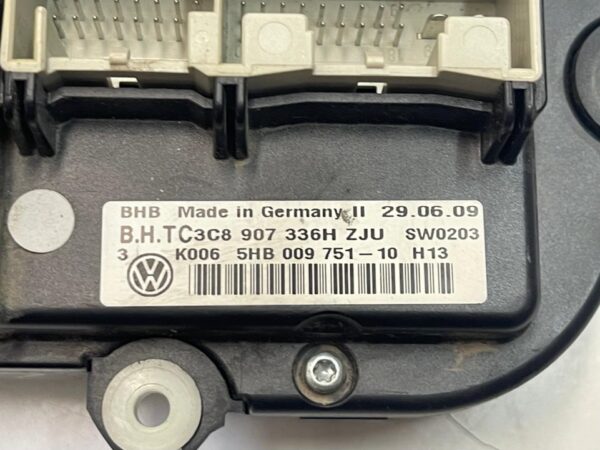 BHB Made in Germany II 29.06.09
B.H.TC3C8 907 336H ZJU SW0203
3 K006 5HB 009 751-10 H13